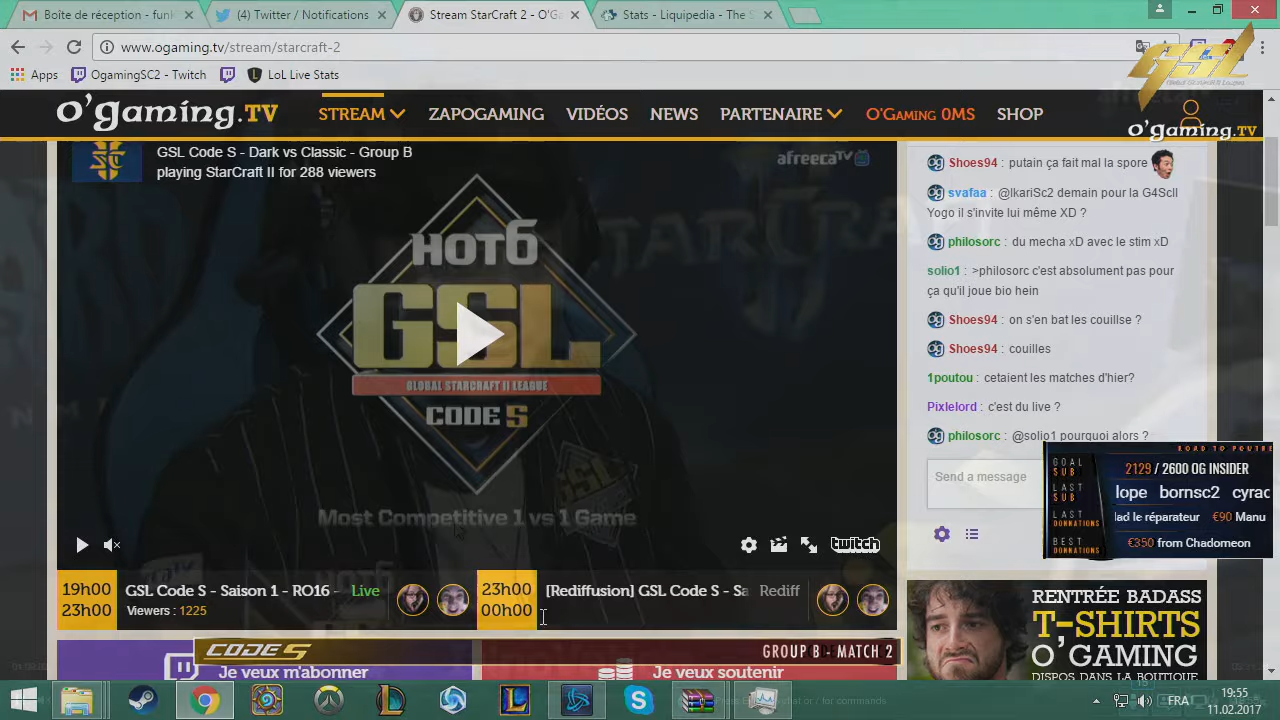 Boîte de réception - funk
(4) Twitter / Notifications
Stream StarCraft 2 - O'Ga
Stats - Liquipedia - The S
www.ogaming.tv/stream/starcraft-2
Apps
OgamingSC2 - Twitch
LoL Live Stats
GSL
o'gaming.TV
STREAM
ZAPOGAMING
VIDÉOS
NEWS
PARTENAIRE
O'GAMING OMS
SHOP
o'gaming.TV
GSL Code S - Dark vs Classic - Group B
playing StarCraft II for 288 viewers
afreecaTV
HOT6
GSL
GLOBAL STARCRAFT II LEAGUE
CODE S
Most Competitive 1 vs 1 Game
twitch
Shoes94 : putain ça fait mal la spore
svafaa : @IkariSc2 demain pour la G4ScII
Yogo il s'invite lui même XD ?
philosorc : du mecha xD avec le stim xD
solio1 : >philosorc c'est absolument pas pour
ça qu'il joue bio hein
Shoes94 : on s'en bat les couillse ?
Shoes94 : couilles
1poutou : cetaient les matches d'hier?
Pixlelord : c'est du live ?
philosorc : @solio1 pourquoi alors ?
Send a message
GOAL SUB
2129 / 2600 OG INSIDER
LAST SUB
lope bornsc2 cyrac
LAST DONNATIONS
lad le réparateur €90 Manu
BEST DONNATIONS
€350 from Chadomeon
19h00
23h00
GSL Code S - Saison 1 - RO16 -
Live
Viewers : 1225
23h00
00h00
[Rediffusion] GSL Code S - Sa
Rediff
CODE S
GROUP B - MATCH 2
Je veux m'abonner
Je veux soutenir
RENTRÉE BADASS
T-SHIRTS
O'GAMING
DISPOS DANS LA BOUTIQUE
FRA
19:55
11.02.2017